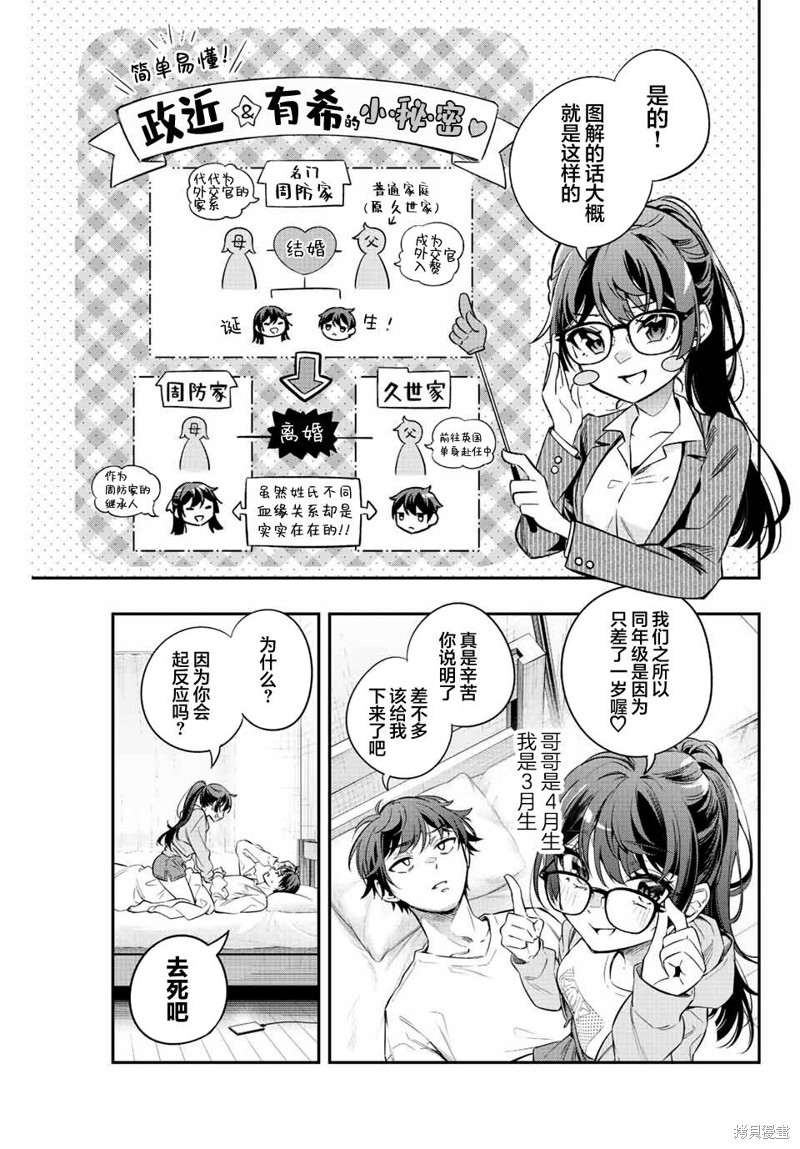 是的！
图解的话大概
就是这样的
简单易懂！
政近&有希的小秘密♡
名门
周防家
代代为
外交官的
家系
普通家庭
(原 久世家)
母
结婚
父
成为
外交官
入赘
诞
生！
周防家
久世家
母
离婚
父
前往英国
单身赴任中
作为
周防家的
继承人
虽然姓氏不同
血缘关系却是
实实在在的!!
我们之所以
同年级是因为
只差了一岁喔♡
哥哥是4月生
我是3月生
真是辛苦
你说明了
差不多
该给我
下来了吧
为什么？
因为你会
起反应吗？
去死吧
拷貝漫畫